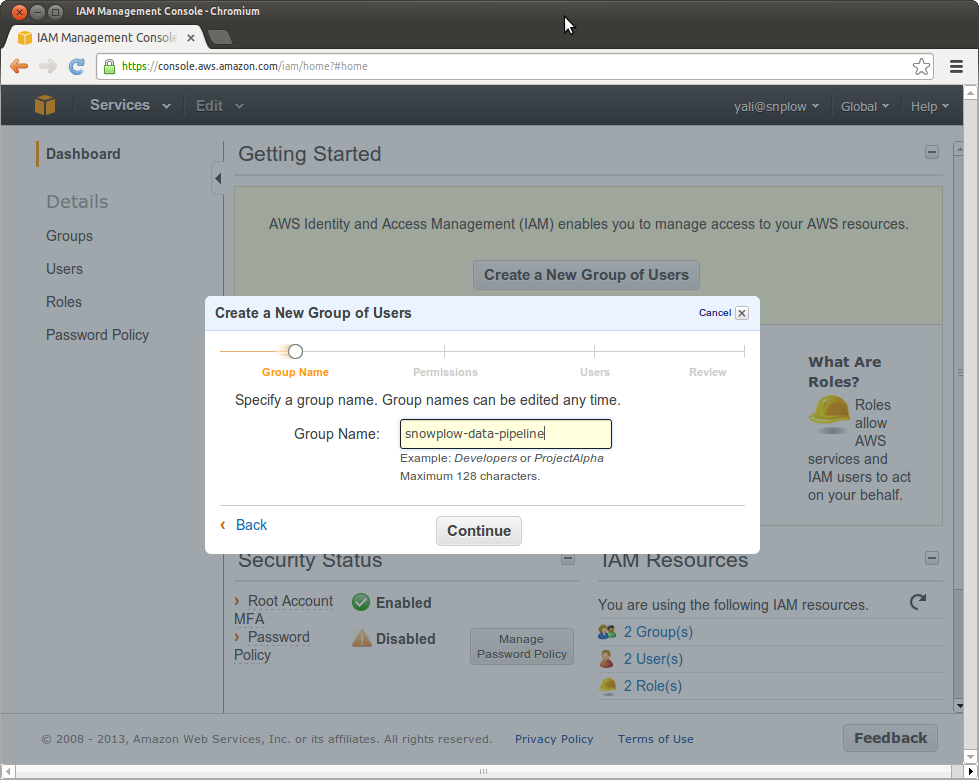 IAM Management Console - Chromium
IAM Management Console
https://console.aws.amazon.com/iam/home?#home
Services
Edit
yali@snplow
Global
Help
Dashboard
Details
Groups
Users
Roles
Password Policy
Getting Started
AWS Identity and Access Management (IAM) enables you to manage access to your AWS resources.
Create a New Group of Users
What Are
Roles?
Roles
allow
AWS
services and
IAM users to act
on your behalf.
Create a New Group of Users
Cancel
Group Name
Permissions
Users
Review
Specify a group name. Group names can be edited any time.
Group Name:
snowplow-data-pipeline
Example: Developers or ProjectAlpha
Maximum 128 characters.
Back
Continue
Security Status
Root Account
MFA
Enabled
Password
Policy
Disabled
Manage
Password Policy
IAM Resources
You are using the following IAM resources.
2 Group(s)
2 User(s)
2 Role(s)
© 2008 - 2013, Amazon Web Services, Inc. or its affiliates. All rights reserved.
Privacy Policy
Terms of Use
Feedback